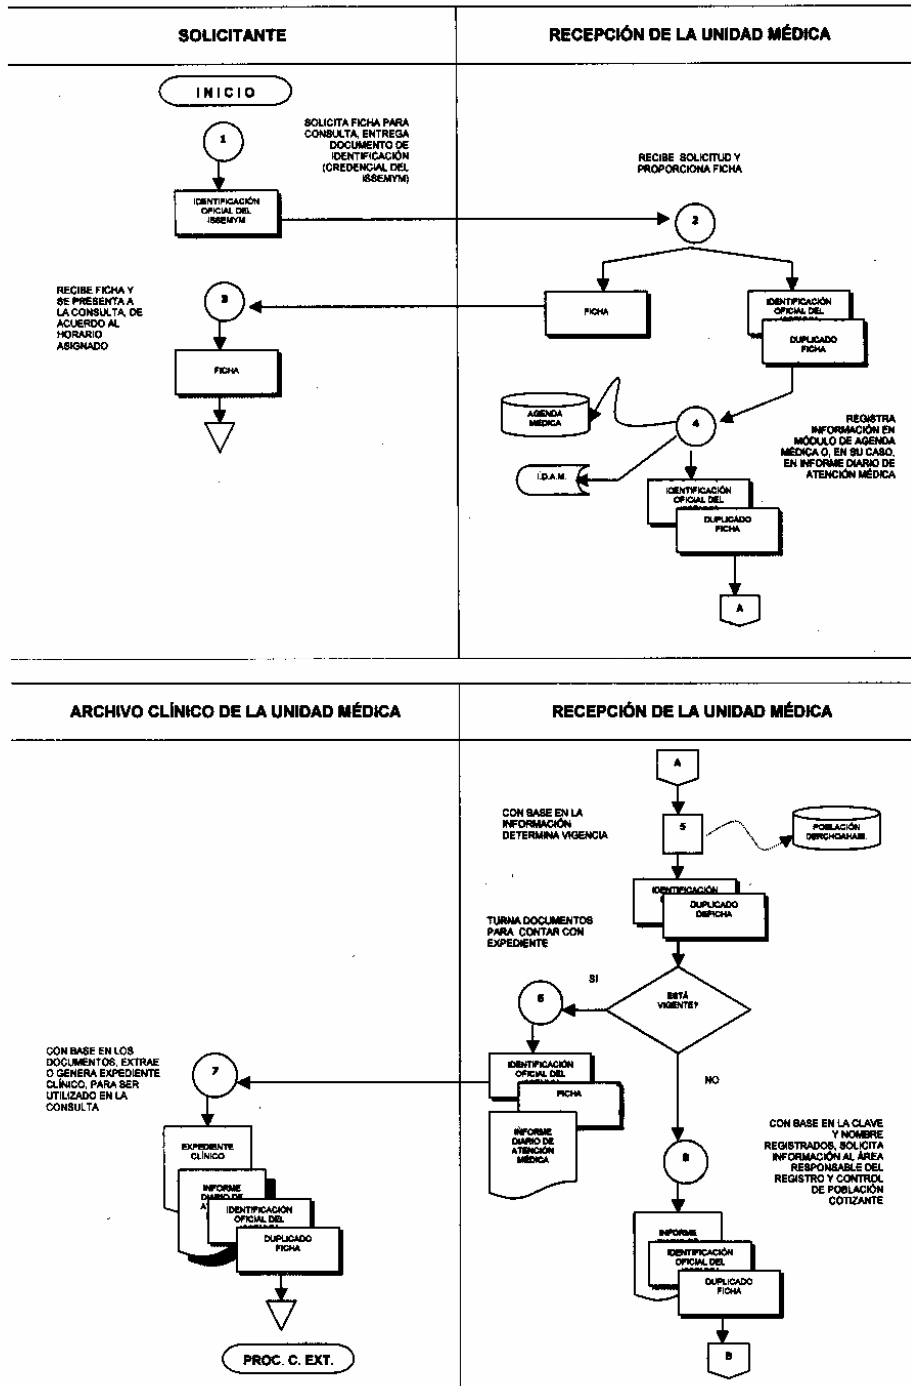 SOLICITANTE
RECEPCIÓN DE LA UNIDAD MÉDICA
INICIO
1
SOLICITA FICHA PARA
CONSULTA, ENTREGA
DOCUMENTO DE
IDENTIFICACIÓN
(CREDENCIAL DEL
ISSEMYM)
IDENTIFICACIÓN
OFICIAL DEL
ISSEMYM
RECIBE SOLICITUD Y
PROPORCIONA FICHA
2
FICHA
IDENTIFICACIÓN
OFICIAL DEL
DUPLICADO
FICHA
RECIBE FICHA Y
SE PRESENTA A
LA CONSULTA, DE
ACUERDO AL
HORARIO
ASIGNADO
3
FICHA
AGENDA
MÉDICA
4
REGISTRA
INFORMACIÓN EN
MÓDULO DE AGENDA
MÉDICA O, EN SU CASO,
EN INFORME DIARIO DE
ATENCIÓN MÉDICA
I.D.A.M.
IDENTIFICACIÓN
OFICIAL DEL
DUPLICADO
FICHA
A
ARCHIVO CLÍNICO DE LA UNIDAD MÉDICA
RECEPCIÓN DE LA UNIDAD MÉDICA
A
CON BASE EN LA
INFORMACIÓN
DETERMINA VIGENCIA
5
POBLACIÓN
IDENTIFICACIÓN
DUPLICADO
DEFICHA
TURNA DOCUMENTOS
PARA CONTAR CON
EXPEDIENTE
SI
ESTÁ
VIGENTE?
6
NO
IDENTIFICACIÓN
OFICIAL DEL
FICHA
INFORME
DIARIO DE
ATENCIÓN
MÉDICA
CON BASE EN LOS
DOCUMENTOS, EXTRAE
O GENERA EXPEDIENTE
CLÍNICO, PARA SER
UTILIZADO EN LA
CONSULTA
7
EXPEDIENTE
CLÍNICO
INFORME
DIARIO DE
IDENTIFICACIÓN
OFICIAL DEL
DUPLICADO
FICHA
PROC. C. EXT.
8
CON BASE EN LA CLAVE
Y NOMBRE
REGISTRADOS, SOLICITA
INFORMACIÓN AL ÁREA
RESPONSABLE DEL
REGISTRO Y CONTROL
DE POBLACIÓN
COTIZANTE
INFORME
IDENTIFICACIÓN
OFICIAL DEL
DUPLICADO
FICHA
B